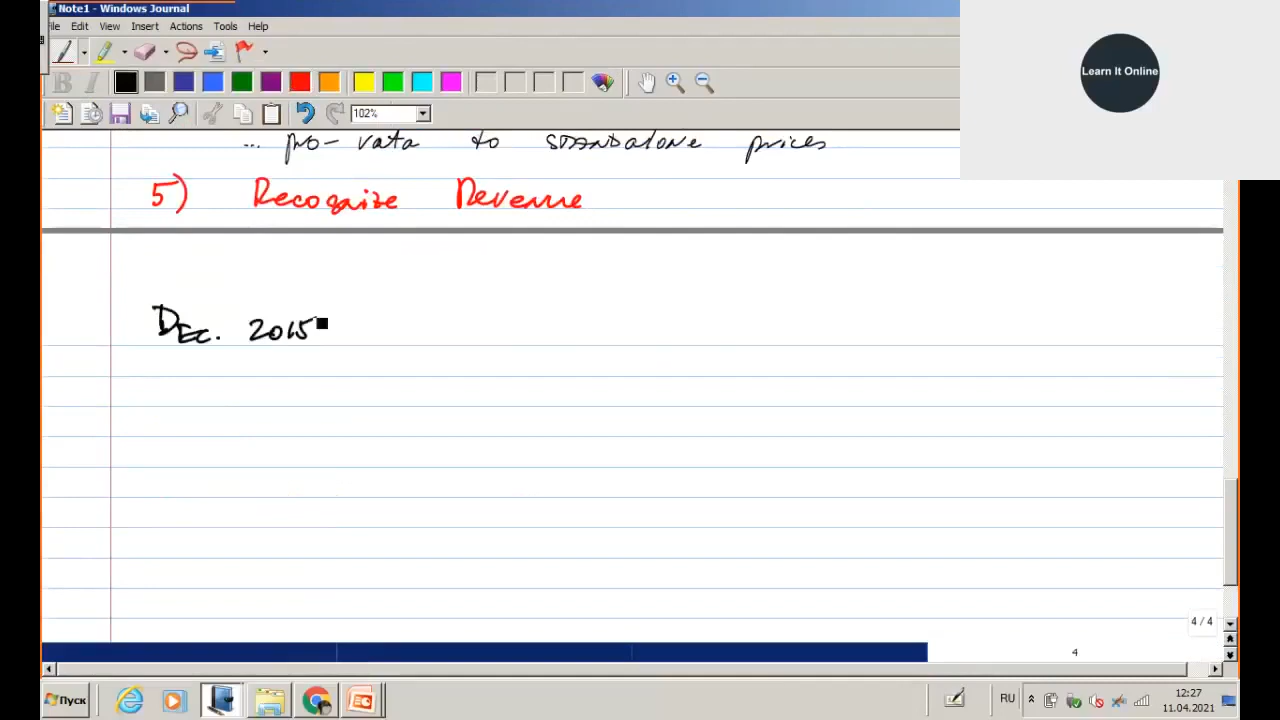 Note1 - Windows Journal
File Edit View Insert Actions Tools Help
Learn It Online
B I
102%
... pro-rata to standalone prices
5) Recognize Revenue
DEC. 2015
4 / 4
4
Пуск
RU
12:27
11.04.2021